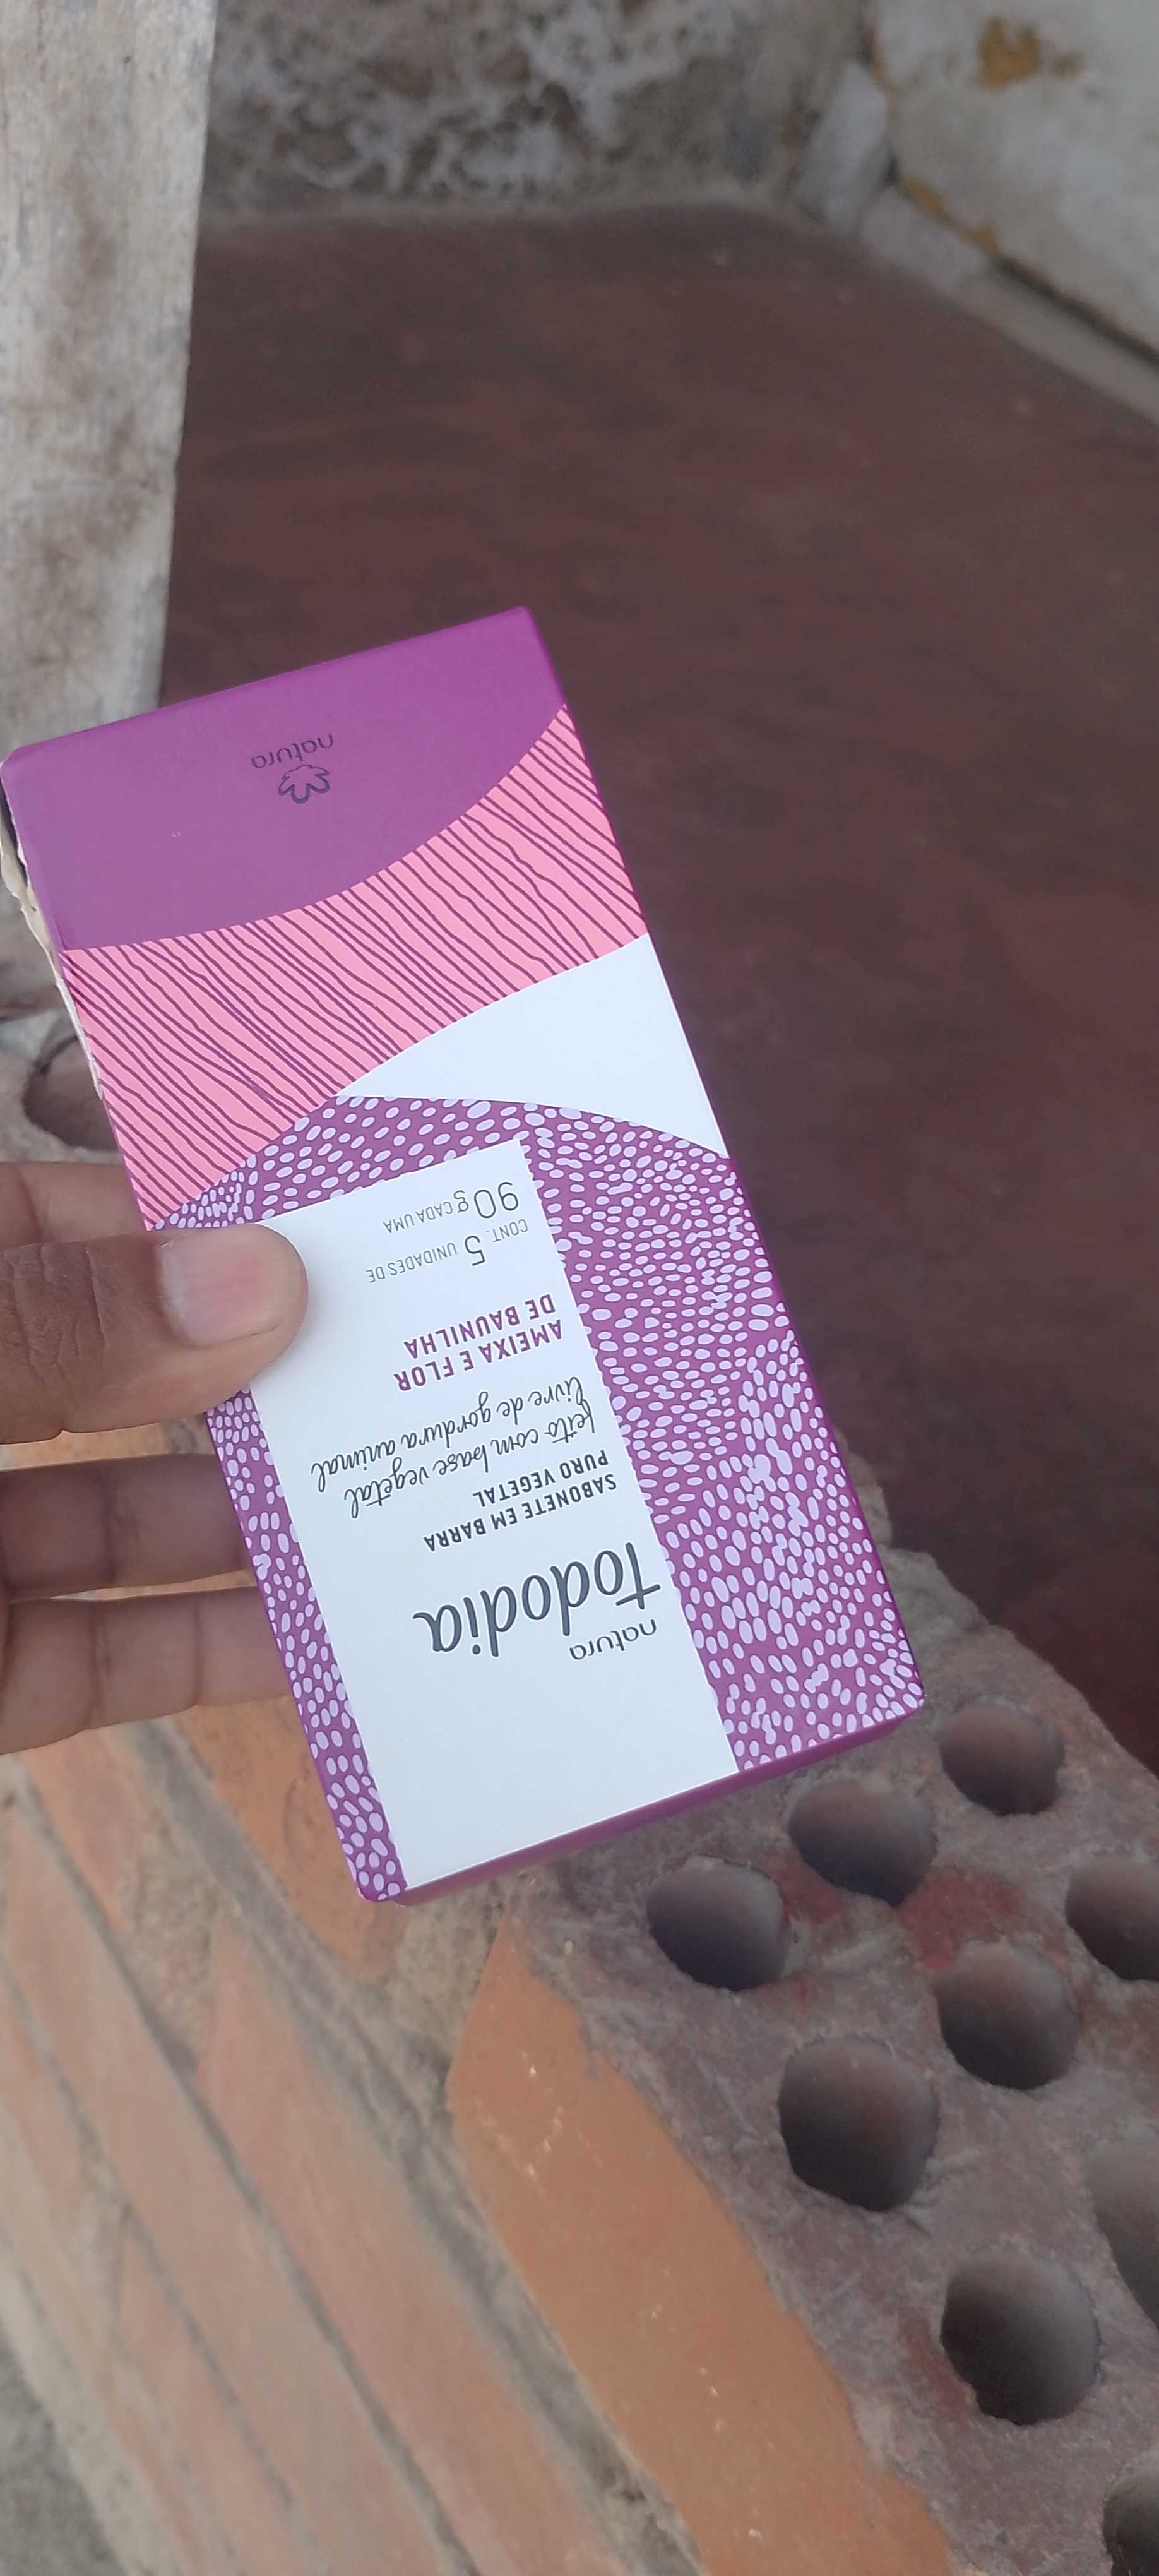 natura
tododia
SABONETE EM BARRA
PURO VEGETAL
feito com base vegetal
livre de gordura animal
AMEIXA E FLOR
DE BAUNILHA
CONT. 5 UNIDADES DE
90 g CADA UMA
natura